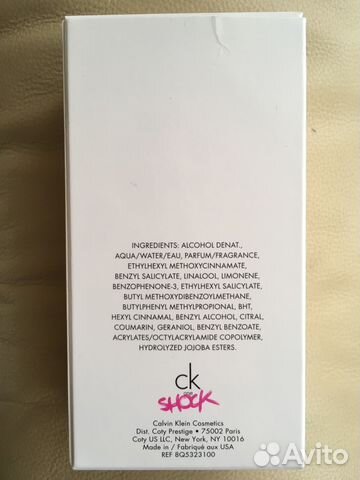 INGREDIENTS: ALCOHOL DENAT.,
AQUA/WATER/EAU, PARFUM/FRAGRANCE,
ETHYLHEXYL METHOXYCINNAMATE,
BENZYL SALICYLATE, LINALOOL, LIMONENE,
BENZOPHENONE-3, ETHYLHEXYL SALICYLATE,
BUTYL METHOXYDIBENZOYLMETHANE,
BUTYLPHENYL METHYLPROPIONAL, BHT,
HEXYL CINNAMAL, BENZYL ALCOHOL, CITRAL,
COUMARIN, GERANIOL, BENZYL BENZOATE,
ACRYLATES/OCTYLACRYLAMIDE COPOLYMER,
HYDROLYZED JOJOBA ESTERS.
ck
one
SHOCK
Calvin Klein Cosmetics
Dist. Coty Prestige • 75002 Paris
Coty US LLC, New York, NY 10016
Made in / Fabriqué aux USA
REF 8Q5323100
Avito